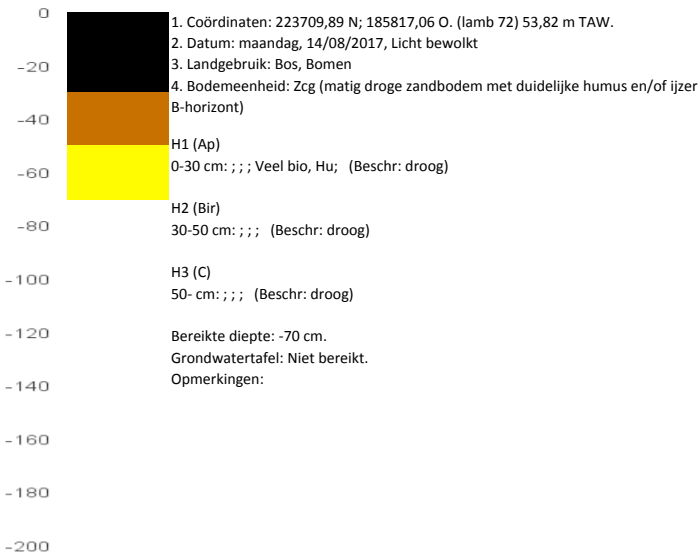 0
-20
-40
-60
-80
-100
-120
-140
-160
-180
-200
1. Coördinaten: 223709,89 N; 185817,06 O. (lamb 72) 53,82 m TAW.
2. Datum: maandag, 14/08/2017, Licht bewolkt
3. Landgebruik: Bos, Bomen
4. Bodemeenheid: Zcg (matig droge zandbodem met duidelijke humus en/of ijzer
B-horizont)
H1 (Ap)
0-30 cm: ; ; ; Veel bio, Hu; (Beschr: droog)
H2 (Bir)
30-50 cm: ; ; ; (Beschr: droog)
H3 (C)
50- cm: ; ; ; (Beschr: droog)
Bereikte diepte: -70 cm.
Grondwatertafel: Niet bereikt.
Opmerkingen: